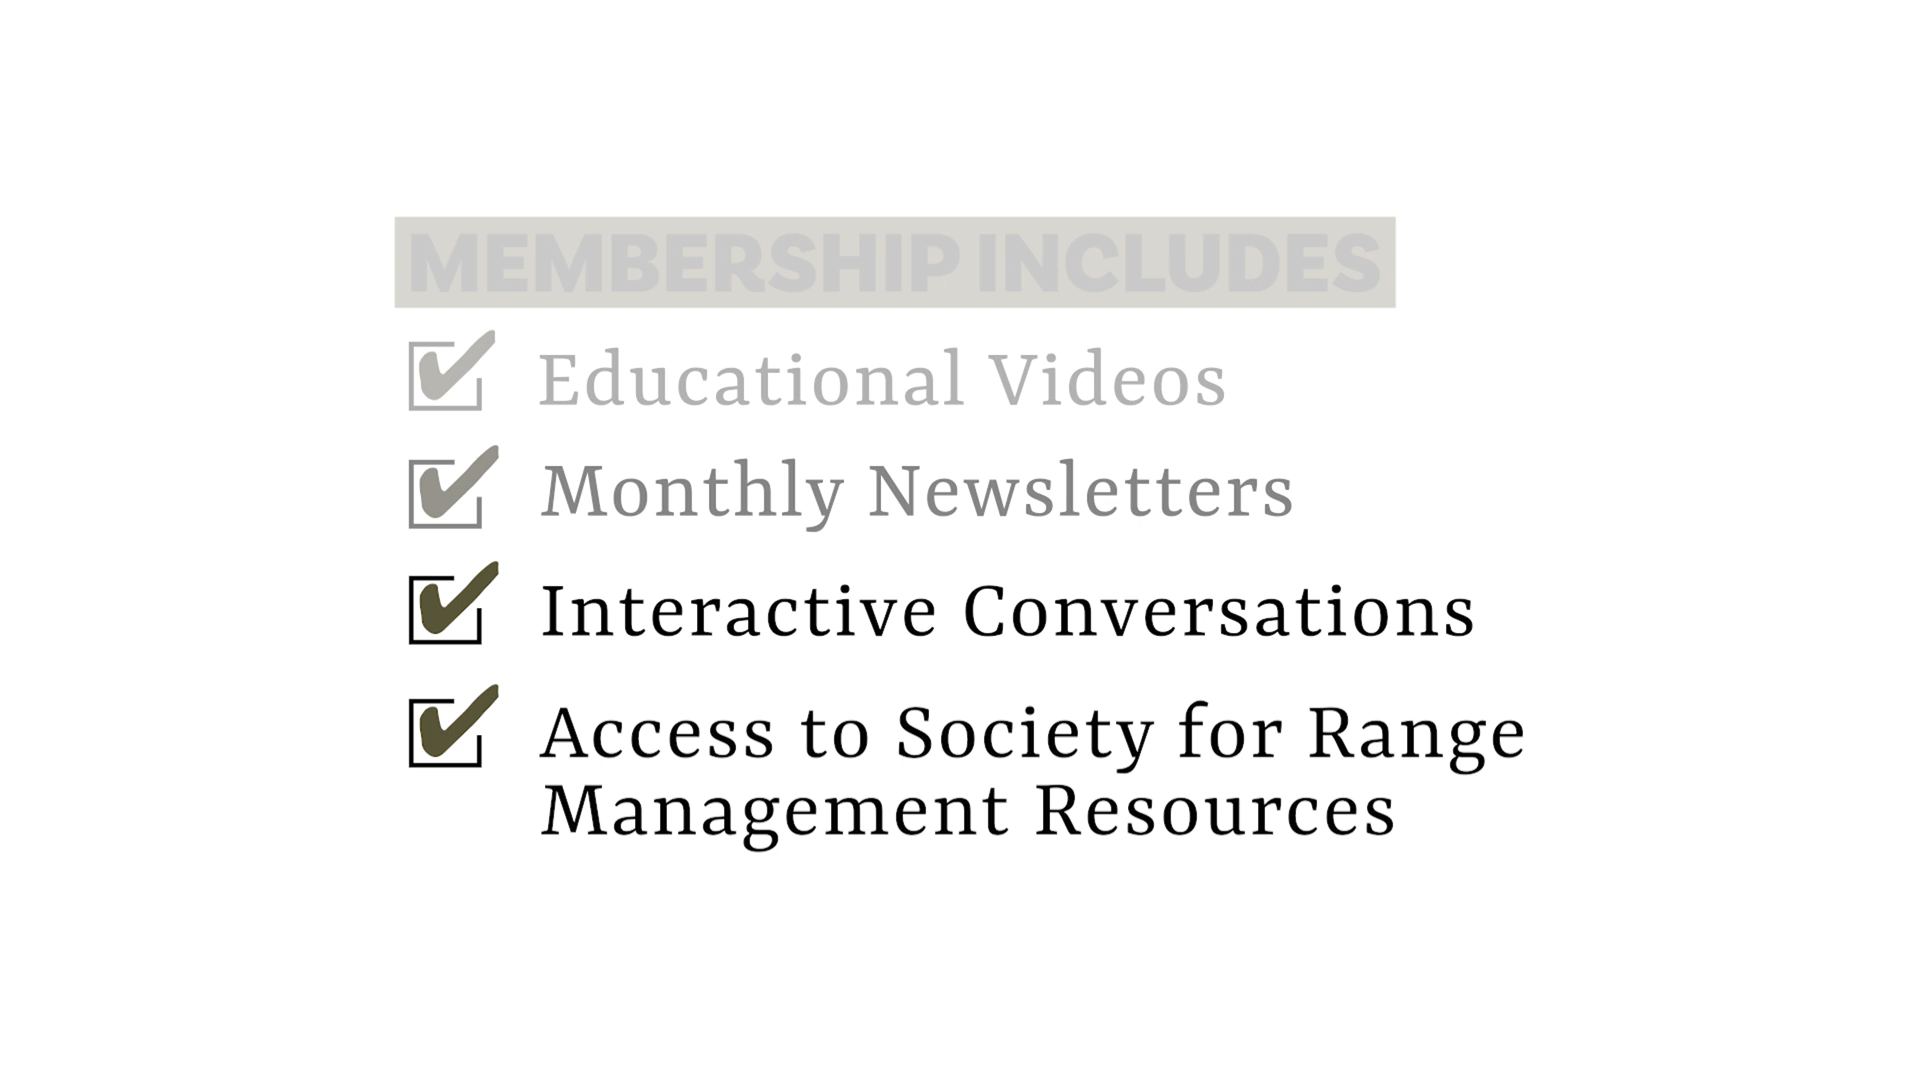 MEMBERSHIP INCLUDES
Educational Videos
Monthly Newsletters
Interactive Conversations
Access to Society for Range
Management Resources